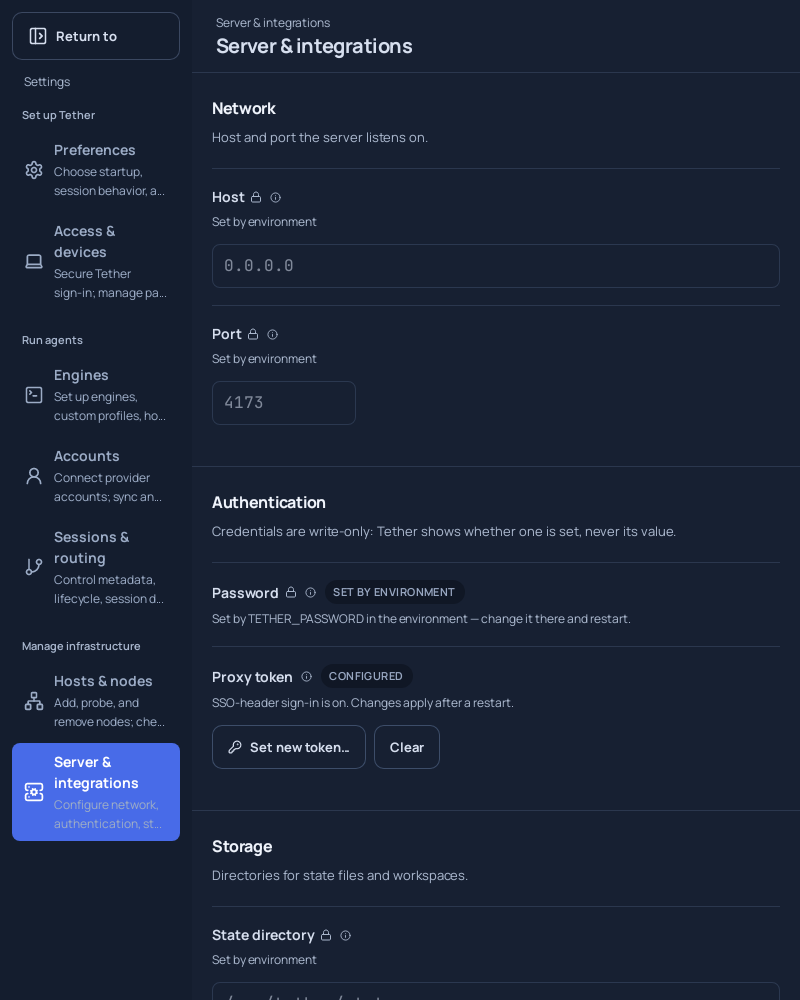 Return to
Settings
Set up Tether
Preferences
Choose startup,
session behavior, a…
Access &
devices
Secure Tether
sign-in; manage pa…
Run agents
Engines
Set up engines,
custom profiles, ho…
Accounts
Connect provider
accounts; sync an…
Sessions &
routing
Control metadata,
lifecycle, session d…
Manage infrastructure
Hosts & nodes
Add, probe, and
remove nodes; che…
Server &
integrations
Configure network,
authentication, st…
Server & integrations
Server & integrations
Network
Host and port the server listens on.
Host
Set by environment
0.0.0.0
Port
Set by environment
4173
Authentication
Credentials are write-only: Tether shows whether one is set, never its value.
Password SET BY ENVIRONMENT
Set by TETHER_PASSWORD in the environment — change it there and restart.
Proxy token CONFIGURED
SSO-header sign-in is on. Changes apply after a restart.
Set new token… Clear
Storage
Directories for state files and workspaces.
State directory
Set by environment